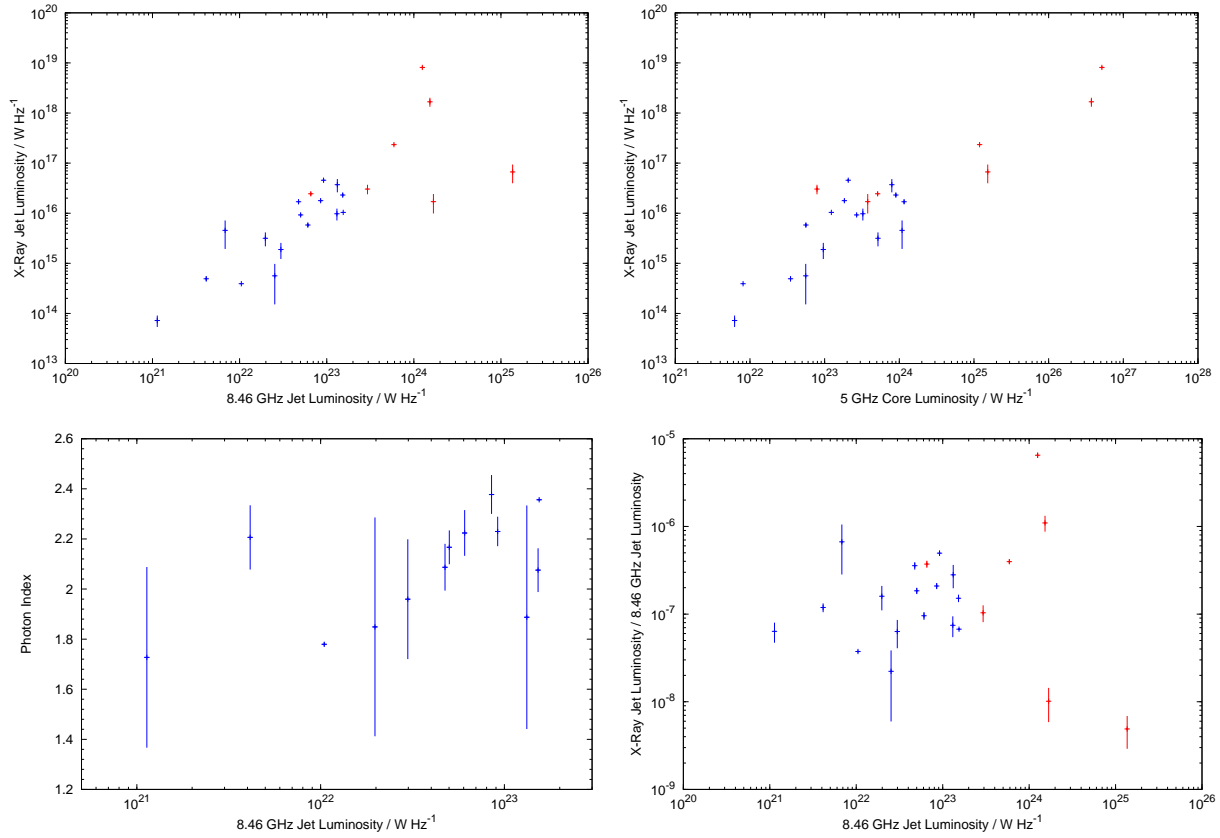 10^20
10^19
10^18
10^17
10^16
10^15
10^14
10^13
X-Ray Jet Luminosity / W Hz^-1
10^20 10^21 10^22 10^23 10^24 10^25 10^26
8.46 GHz Jet Luminosity / W Hz^-1
10^20
10^19
10^18
10^17
10^16
10^15
10^14
10^13
X-Ray Jet Luminosity / W Hz^-1
10^21 10^22 10^23 10^24 10^25 10^26 10^27 10^28
5 GHz Core Luminosity / W Hz^-1
2.6
2.4
2.2
2
1.8
1.6
1.4
1.2
Photon Index
10^21 10^22 10^23
8.46 GHz Jet Luminosity / W Hz^-1
10^-5
10^-6
10^-7
10^-8
10^-9
X-Ray Jet Luminosity / 8.46 GHz Jet Luminosity
10^20 10^21 10^22 10^23 10^24 10^25 10^26
8.46 GHz Jet Luminosity / W Hz^-1